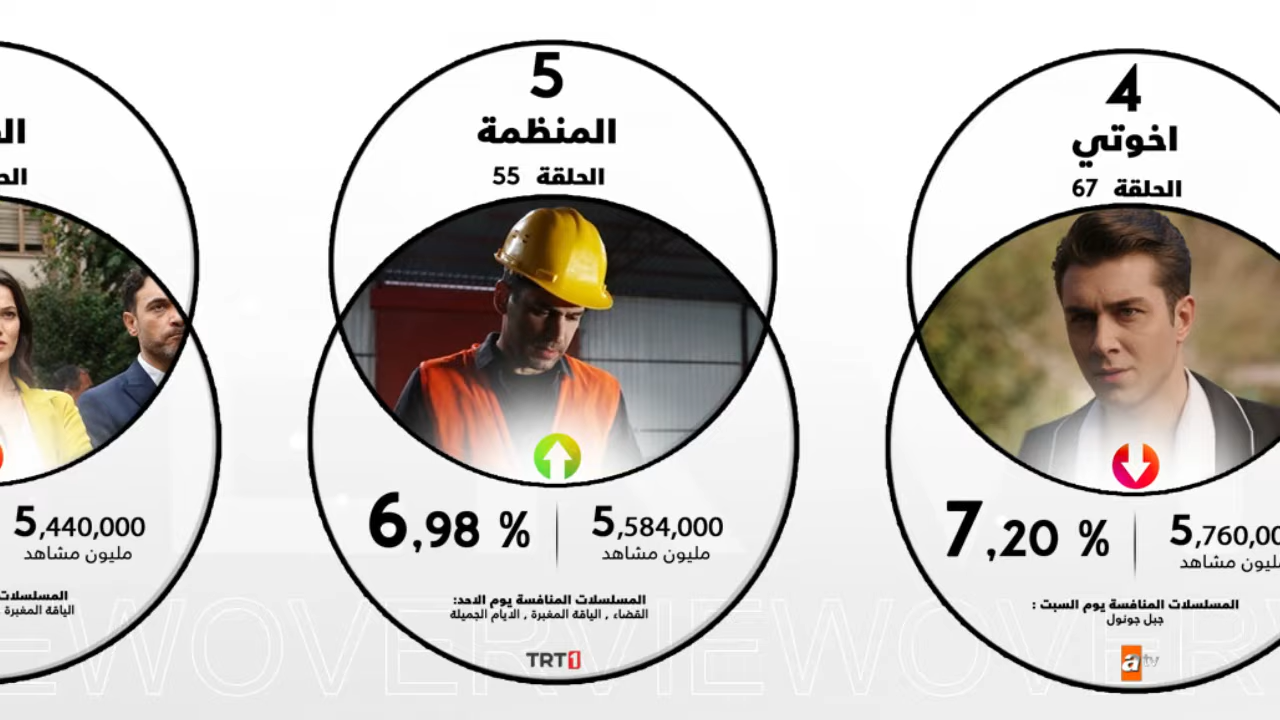 5
المنظمة
الحلقة 55
6,98 %
5,584,000
مليون مشاهد
المسلسلات المنافسة يوم الاحد:
القضاء , الياقة المغبرة , الايام الجميلة
TRT1
4
اخوتي
الحلقة 67
7,20 %
5,760,00
مليون مشاهد
المسلسلات المنافسة يوم السبت :
جبل جونول
atv
5,440,000
مليون مشاهد
المسلسلات
الياقة المغبرة ,
EWOVERVIEWOVER